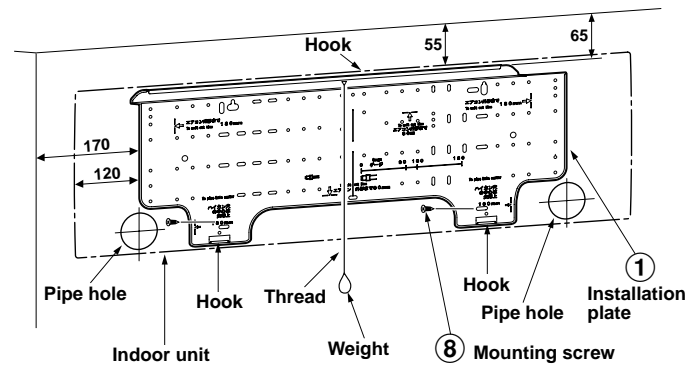 65
55
Hook
170
120
Pipe hole
Hook
Thread
Hook
Pipe hole
1
Installation
plate
Indoor unit
Weight
8 Mounting screw